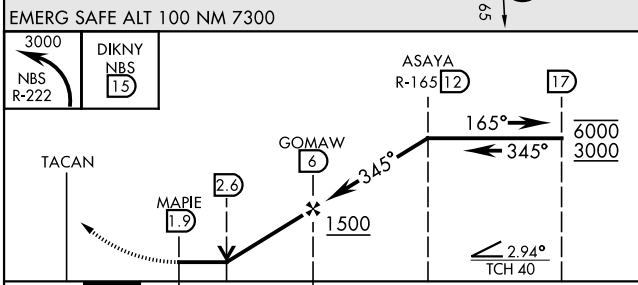 EMERG SAFE ALT 100 NM 7300
65
3000
NBS
R-222
DIKNY
NBS
15
ASAYA
R-165 12
17
165°
6000
345°
3000
GOMAW
6
345°
TACAN
2.6
MAPIE
1.9
1500
2.94°
TCH 40